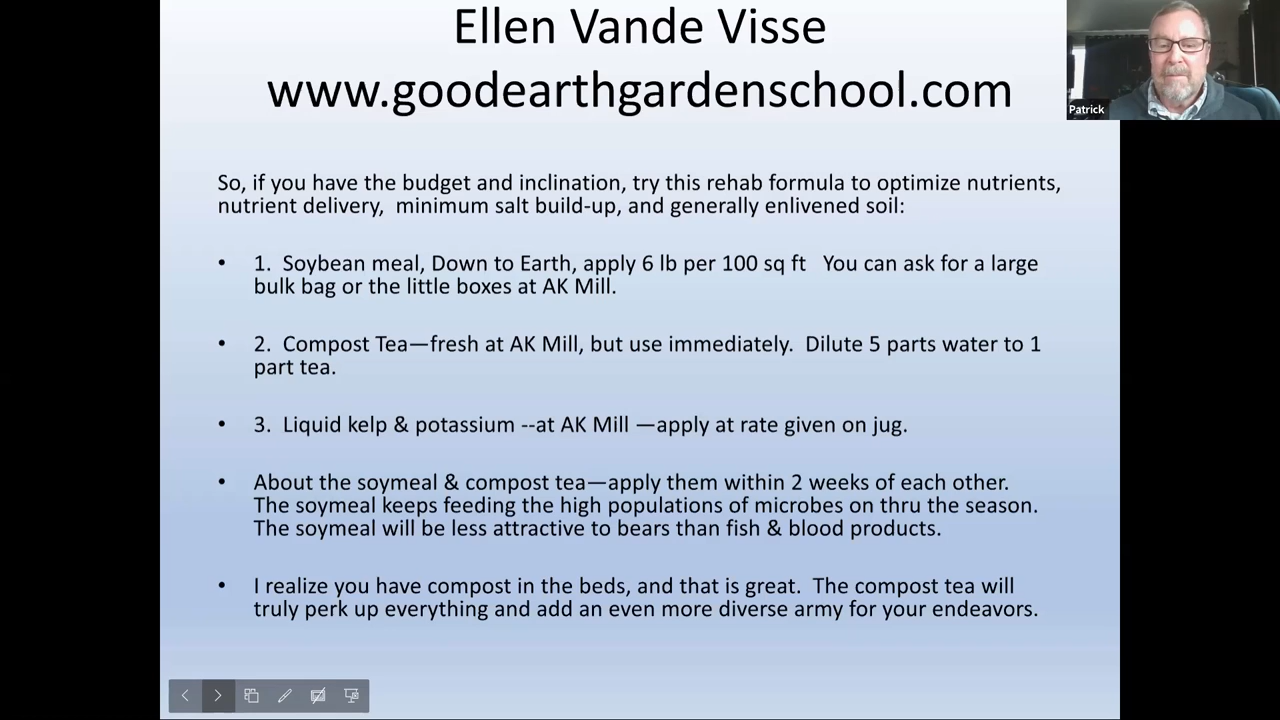 Ellen Vande Visse
www.goodearthgardenschool.com
Patrick
So, if you have the budget and inclination, try this rehab formula to optimize nutrients,
nutrient delivery,  minimum salt build-up, and generally enlivened soil:
• 1.  Soybean meal, Down to Earth, apply 6 lb per 100 sq ft   You can ask for a large
bulk bag or the little boxes at AK Mill.
• 2.  Compost Tea—fresh at AK Mill, but use immediately.  Dilute 5 parts water to 1
part tea.
• 3.  Liquid kelp & potassium --at AK Mill —apply at rate given on jug.
• About the soymeal & compost tea—apply them within 2 weeks of each other.
The soymeal keeps feeding the high populations of microbes on thru the season.
The soymeal will be less attractive to bears than fish & blood products.
• I realize you have compost in the beds, and that is great.  The compost tea will
truly perk up everything and add an even more diverse army for your endeavors.